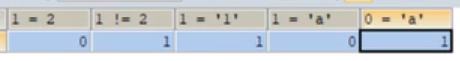 1 = 2 1 != 2 1 = '1' 1 = 'a' 0 = 'a'
0 1 1 0 1